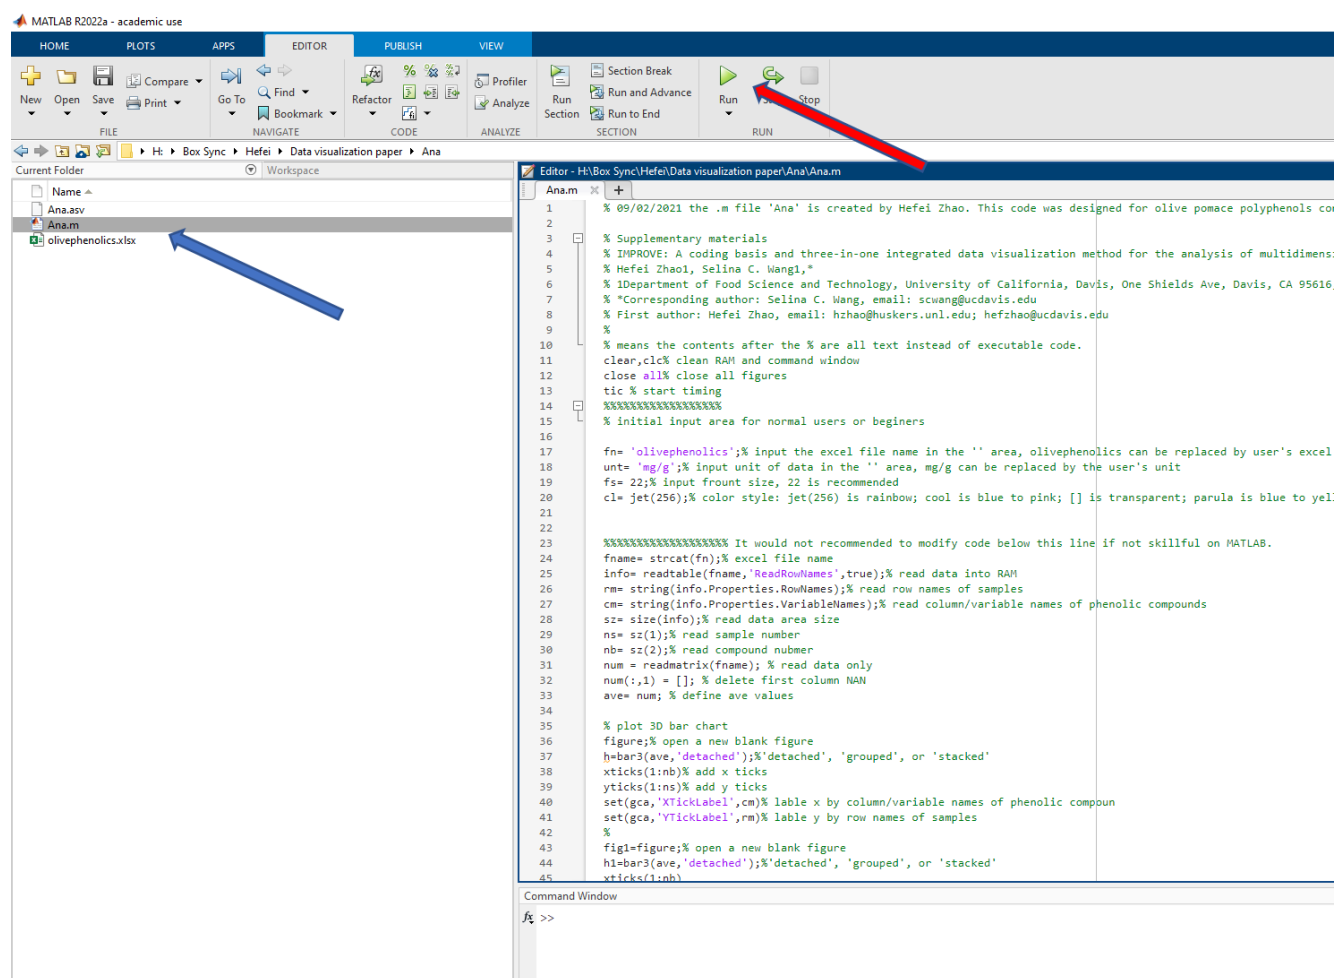 MATLAB R2022a - academic use
HOME PLOTS APPS EDITOR PUBLISH VIEW
New Open Save Compare Print Go To Find Bookmark Refactor Profiler Analyze Run Section Section Break Run and Advance Run to End Run Stop
FILE NAVIGATE CODE ANALYZE SECTION RUN
H: Box Sync Hefei Data visualization paper Ana
Current Folder Workspace
Name
Ana.asv
Ana.m
olivephenolics.xlsx
Editor - H:\Box Sync\Hefei\Data visualization paper\Ana\Ana.m
Ana.m
1 % 09/02/2021 the .m file 'Ana' is created by Hefei Zhao. This code was designed for olive pomace polyphenols
2
3 % Supplementary materials
4 % IMPROVE: A coding basis and three-in-one integrated data visualization method for the analysis of
5 % Hefei Zhao1, Selina C. Wang1,*
6 % 1Department of Food Science and Technology, University of California, Davis, One Shields Ave, Davis, CA 95616,
7 % *Corresponding author: Selina C. Wang, email: scwang@ucdavis.edu
8 % First author: Hefei Zhao, email: hzhao@huskers.unl.edu; hefzhao@ucdavis.edu
9 %
10 % means the contents after the % are all text instead of executable code.
11 clear,clc% clean RAM and command window
12 close all% close all figures
13 tic % start timing
14 %%%%%%%%%%%%%%%%%%
15 % initial input area for normal users or beginers
16
17 fn= 'olivephenolics';% input the excel file name in the '' area, olivephenolics can be replaced by user's excel
18 unt= 'mg/g';% input unit of data in the '' area, mg/g can be replaced by the user's unit
19 fs= 22;% input frount size, 22 is recommended
20 cl= jet(256);% color style: jet(256) is rainbow; cool is blue to pink; [] is transparent; parula is blue to
21
22
23 %%%%%%%%%%%%%%%%%%% It would not recommended to modify code below this line if not skillful on MATLAB.
24 fname= strcat(fn);% excel file name
25 info= readtable(fname,'ReadRowNames',true);% read data into RAM
26 rm= string(info.Properties.RowNames);% read row names of samples
27 cm= string(info.Properties.VariableNames);% read column/variable names of phenolic compounds
28 sz= size(info);% read data area size
29 ns= sz(1);% read sample number
30 nb= sz(2);% read compound nubmer
31 num = readmatrix(fname); % read data only
32 num(:,1) = []; % delete first column NAN
33 ave= num; % define ave values
34
35 % plot 3D bar chart
36 figure;% open a new blank figure
37 h=bar3(ave,'detached');%'detached', 'grouped', or 'stacked'
38 xticks(1:nb)% add x ticks
39 yticks(1:ns)% add y ticks
40 set(gca,'XTickLabel',cm)% lable x by column/variable names of phenolic compoun
41 set(gca,'YTickLabel',rm)% lable y by row names of samples
42 %
43 fig1=figure;% open a new blank figure
44 h1=bar3(ave,'detached');%'detached', 'grouped', or 'stacked'
45 xticks(1:nb)
Command Window
fx >>